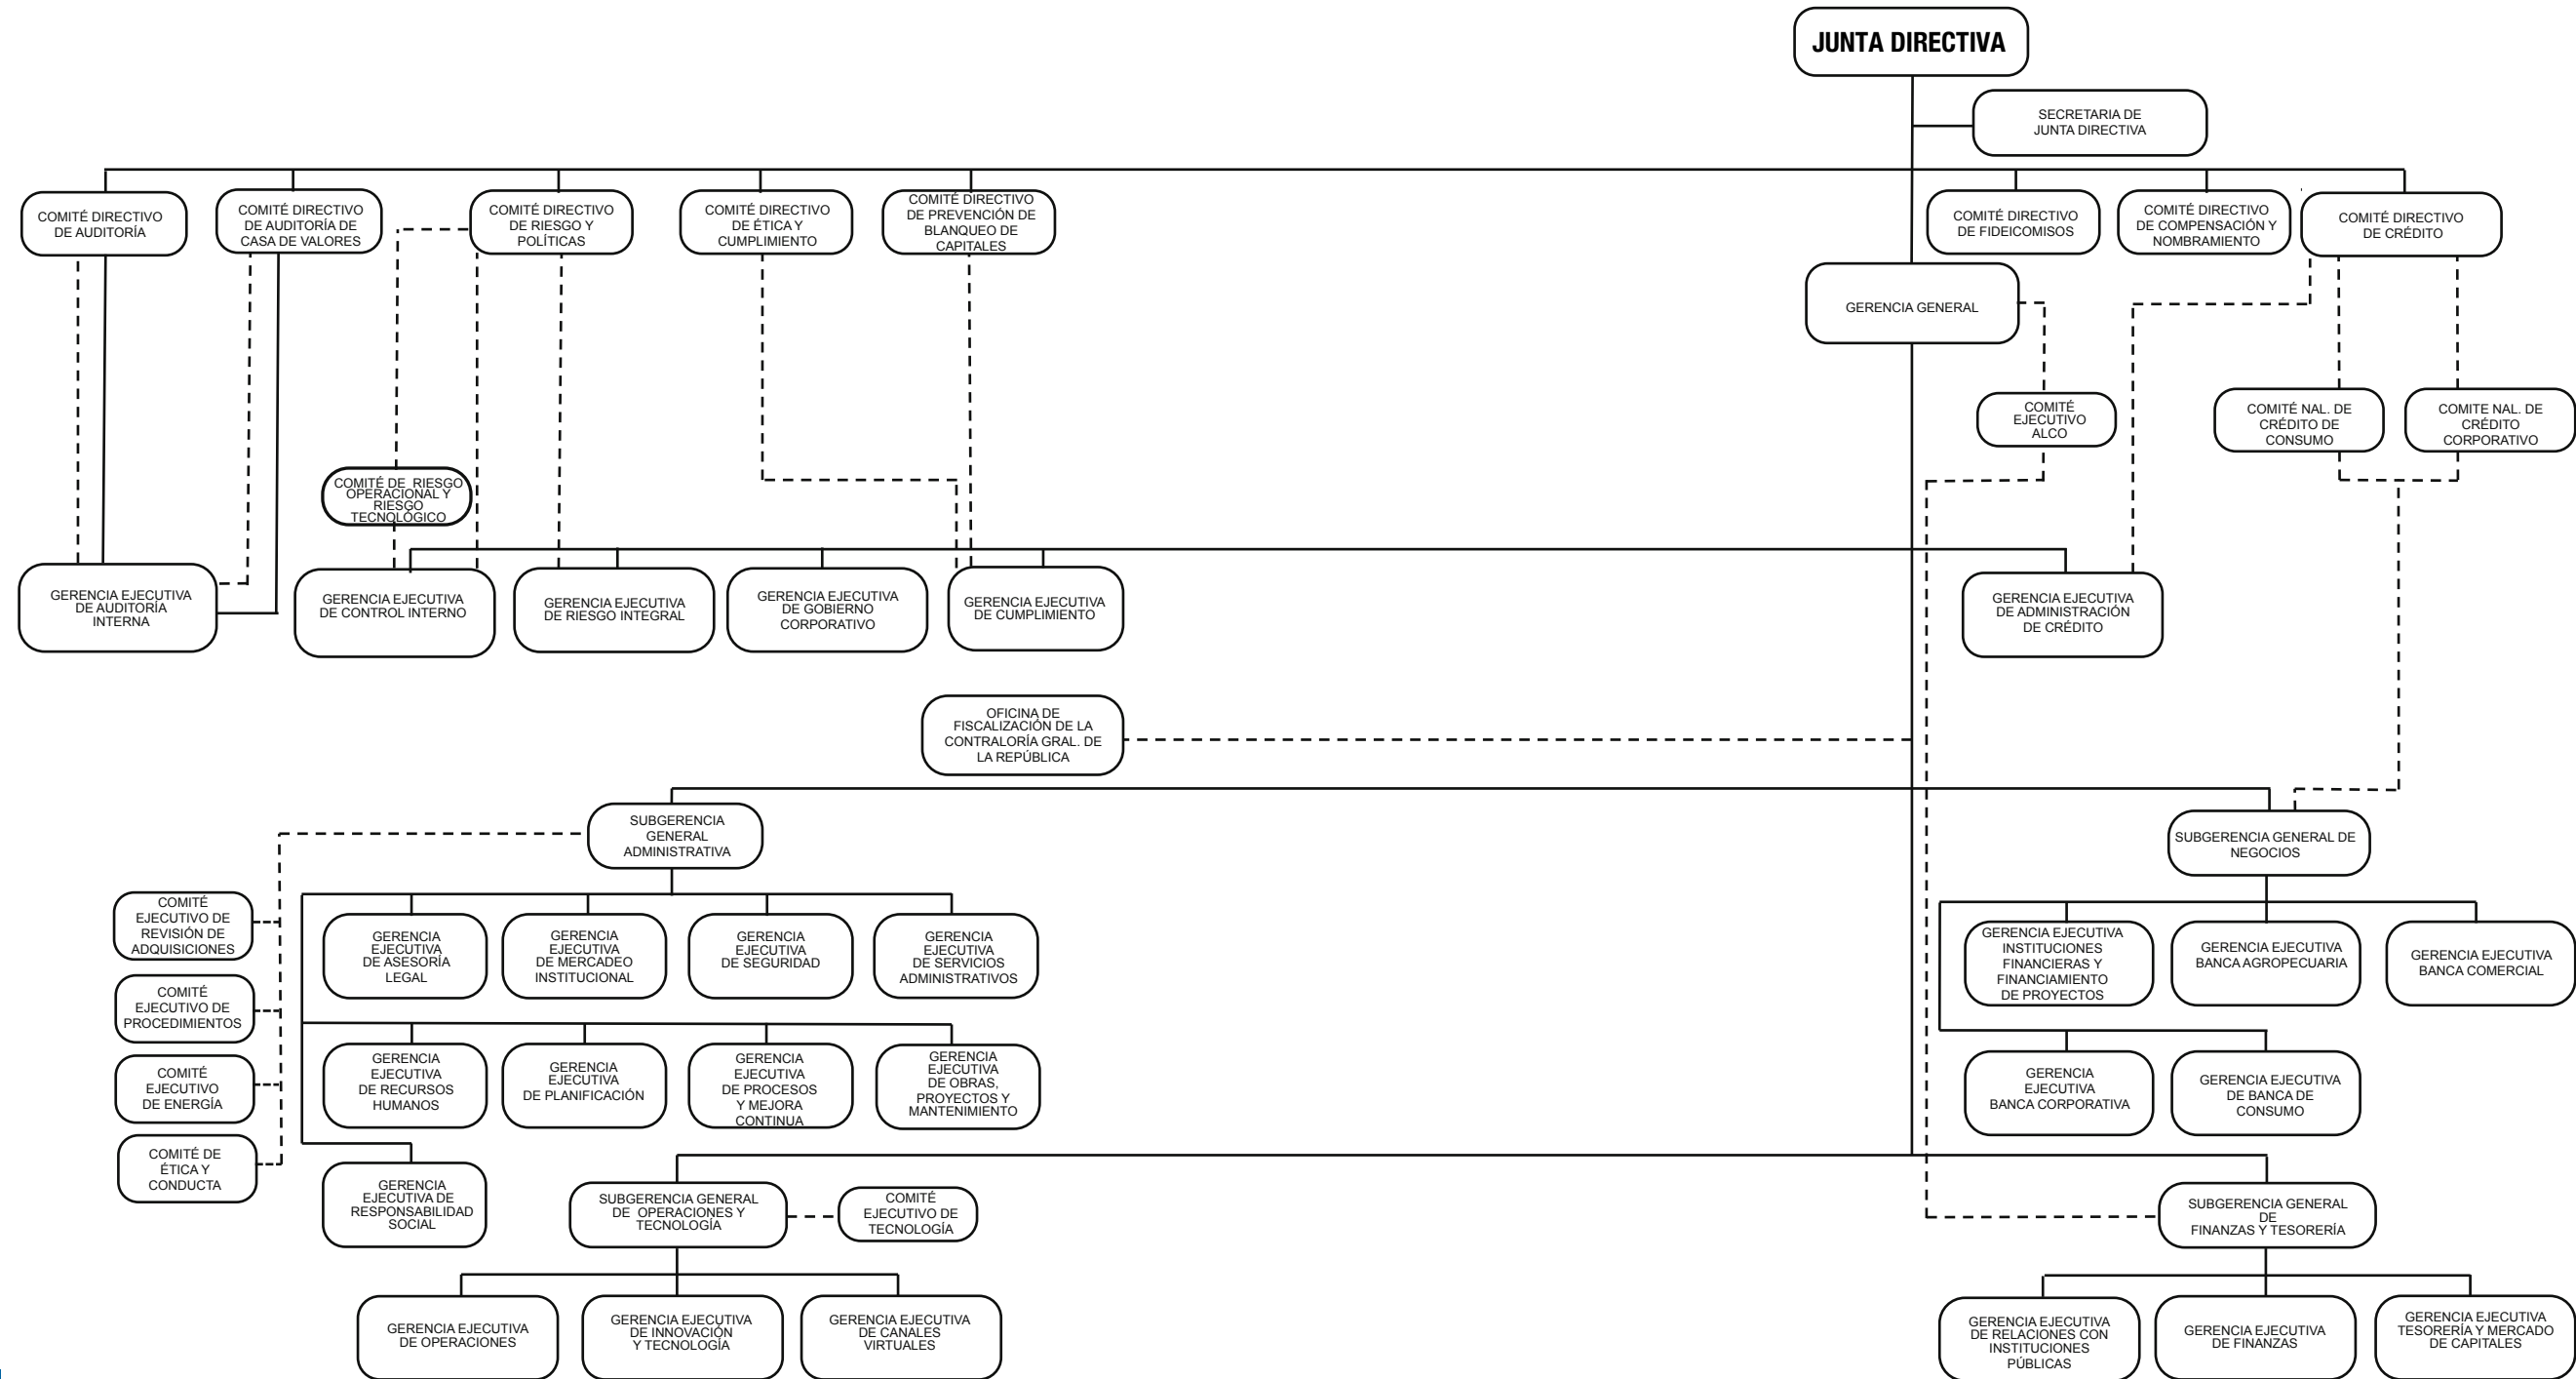 JUNTA DIRECTIVA
SECRETARIA DE
JUNTA DIRECTIVA
COMITÉ DIRECTIVO
DE AUDITORÍA
COMITÉ DIRECTIVO
DE AUDITORÍA DE
CASA DE VALORES
COMITÉ DIRECTIVO
DE RIESGO Y
POLÍTICAS
COMITÉ DIRECTIVO
DE ÉTICA Y
CUMPLIMIENTO
COMITÉ DIRECTIVO
DE PREVENCIÓN DE
BLANQUEO DE
CAPITALES
COMITÉ DIRECTIVO
DE FIDEICOMISOS
COMITÉ DIRECTIVO
DE COMPENSACIÓN Y
NOMBRAMIENTO
COMITÉ DIRECTIVO
DE CRÉDITO
GERENCIA GENERAL
COMITÉ
EJECUTIVO
ALCO
COMITÉ NAL. DE
CRÉDITO DE
CONSUMO
COMITE NAL. DE
CRÉDITO
CORPORATIVO
COMITÉ DE  RIESGO
OPERACIONAL Y
RIESGO
TECNOLÓGICO
GERENCIA EJECUTIVA
DE AUDITORÍA
INTERNA
GERENCIA EJECUTIVA
DE CONTROL INTERNO
GERENCIA EJECUTIVA
DE RIESGO INTEGRAL
GERENCIA EJECUTIVA
DE GOBIERNO
CORPORATIVO
GERENCIA EJECUTIVA
DE CUMPLIMIENTO
GERENCIA EJECUTIVA
DE ADMINISTRACIÓN
DE CRÉDITO
OFICINA DE
FISCALIZACIÓN DE LA
CONTRALORÍA GRAL. DE
LA REPÚBLICA
SUBGERENCIA
GENERAL
ADMINISTRATIVA
SUBGERENCIA GENERAL DE
NEGOCIOS
COMITÉ
EJECUTIVO DE
REVISIÓN DE
ADQUISICIONES
GERENCIA
EJECUTIVA
DE ASESORÍA
LEGAL
GERENCIA
EJECUTIVA
DE MERCADEO
INSTITUCIONAL
GERENCIA
EJECUTIVA
DE SEGURIDAD
GERENCIA
EJECUTIVA
DE SERVICIOS
ADMINISTRATIVOS
GERENCIA EJECUTIVA
INSTITUCIONES
FINANCIERAS Y
FINANCIAMIENTO
DE PROYECTOS
GERENCIA EJECUTIVA
BANCA AGROPECUARIA
GERENCIA EJECUTIVA
BANCA COMERCIAL
COMITÉ
EJECUTIVO DE
PROCEDIMIENTOS
COMITÉ
EJECUTIVO
DE ENERGÍA
GERENCIA
EJECUTIVA
DE RECURSOS
HUMANOS
GERENCIA
EJECUTIVA
DE PLANIFICACIÓN
GERENCIA
EJECUTIVA
DE PROCESOS
Y MEJORA
CONTINUA
GERENCIA
EJECUTIVA
DE OBRAS,
PROYECTOS Y
MANTENIMIENTO
GERENCIA
EJECUTIVA
BANCA CORPORATIVA
GERENCIA EJECUTIVA
DE BANCA DE
CONSUMO
COMITÉ DE
ÉTICA Y
CONDUCTA
GERENCIA
EJECUTIVA DE
RESPONSABILIDAD
SOCIAL
SUBGERENCIA GENERAL
DE  OPERACIONES Y
TECNOLOGÍA
COMITÉ
EJECUTIVO DE
TECNOLOGÍA
SUBGERENCIA GENERAL
DE
FINANZAS Y TESORERÍA
GERENCIA EJECUTIVA
DE OPERACIONES
GERENCIA EJECUTIVA
DE INNOVACIÓN
Y TECNOLOGÍA
GERENCIA EJECUTIVA
DE CANALES
VIRTUALES
GERENCIA EJECUTIVA
DE RELACIONES CON
INSTITUCIONES
PÚBLICAS
GERENCIA EJECUTIVA
DE FINANZAS
GERENCIA EJECUTIVA
TESORERÍA Y MERCADO
DE CAPITALES